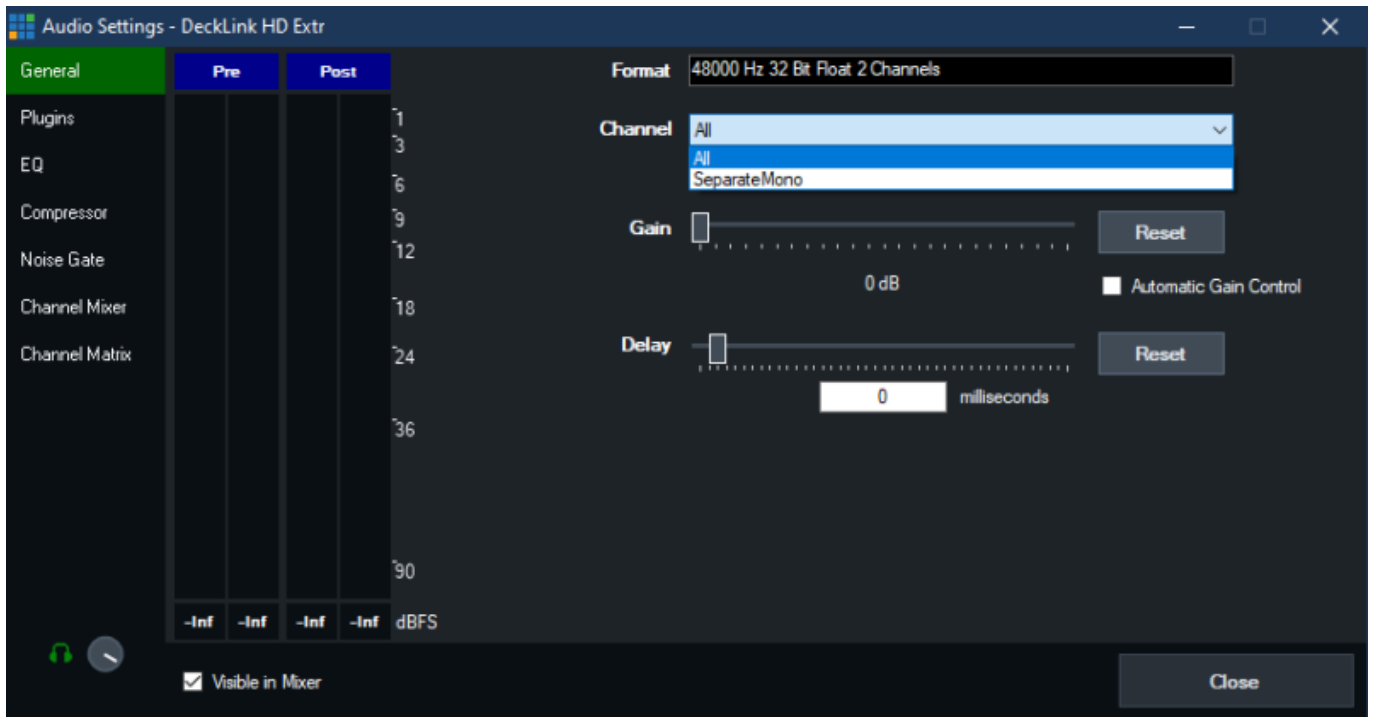 Audio Settings - DeckLink HD Extr
General
Plugins
EQ
Compressor
Noise Gate
Channel Mixer
Channel Matrix
Pre Post
-1
-3
-6
-9
-12
-18
-24
-36
-90
-Inf -Inf -Inf -Inf dBFS
Visible in Mixer
Format 48000 Hz 32 Bit Float 2 Channels
Channel All
All
SeparateMono
Gain Reset
0 dB Automatic Gain Control
Delay Reset
0 milliseconds
Close